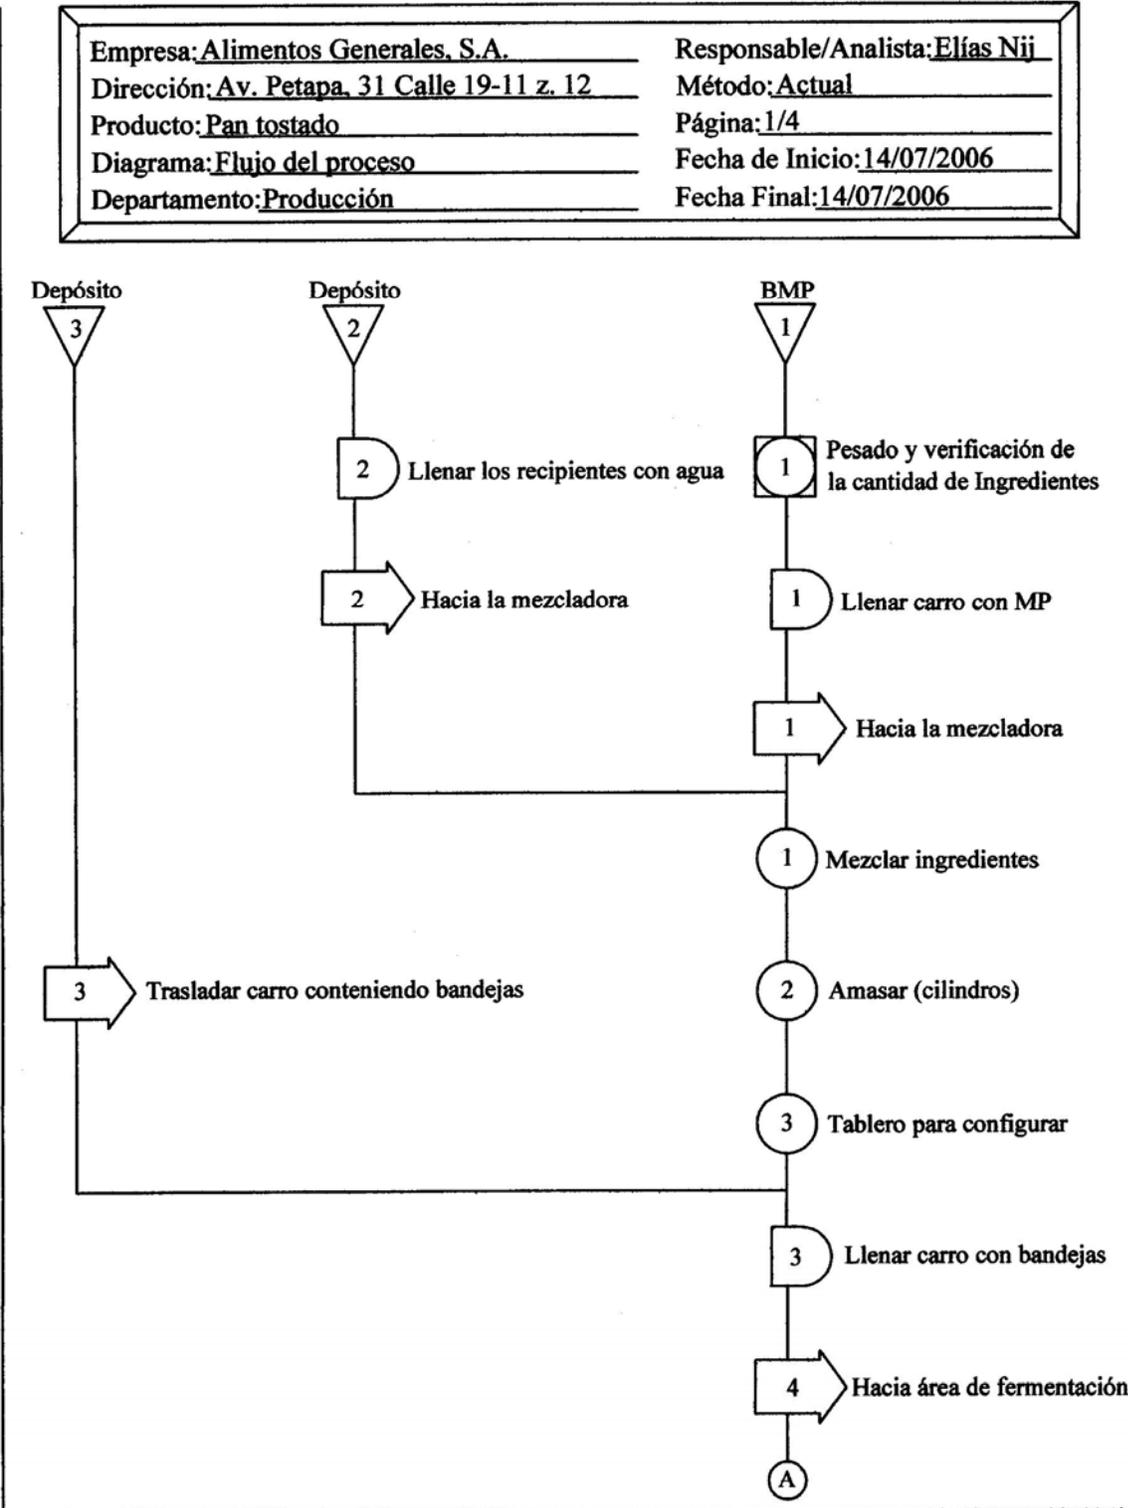 Empresa: Alimentos Generales, S.A.
Dirección: Av. Petapa, 31 Calle 19-11 z. 12
Producto: Pan tostado
Diagrama: Flujo del proceso
Departamento: Producción
Responsable/Analista: Elías Nij
Método: Actual
Página: 1/4
Fecha de Inicio: 14/07/2006
Fecha Final: 14/07/2006
Depósito
3
Depósito
2
BMP
1
2
Llenar los recipientes con agua
1
Pesado y verificación de
la cantidad de Ingredientes
2
Hacia la mezcladora
1
Llenar carro con MP
1
Hacia la mezcladora
1
Mezclar ingredientes
3
Trasladar carro conteniendo bandejas
2
Amasar (cilindros)
3
Tablero para configurar
3
Llenar carro con bandejas
4
Hacia área de fermentación
A